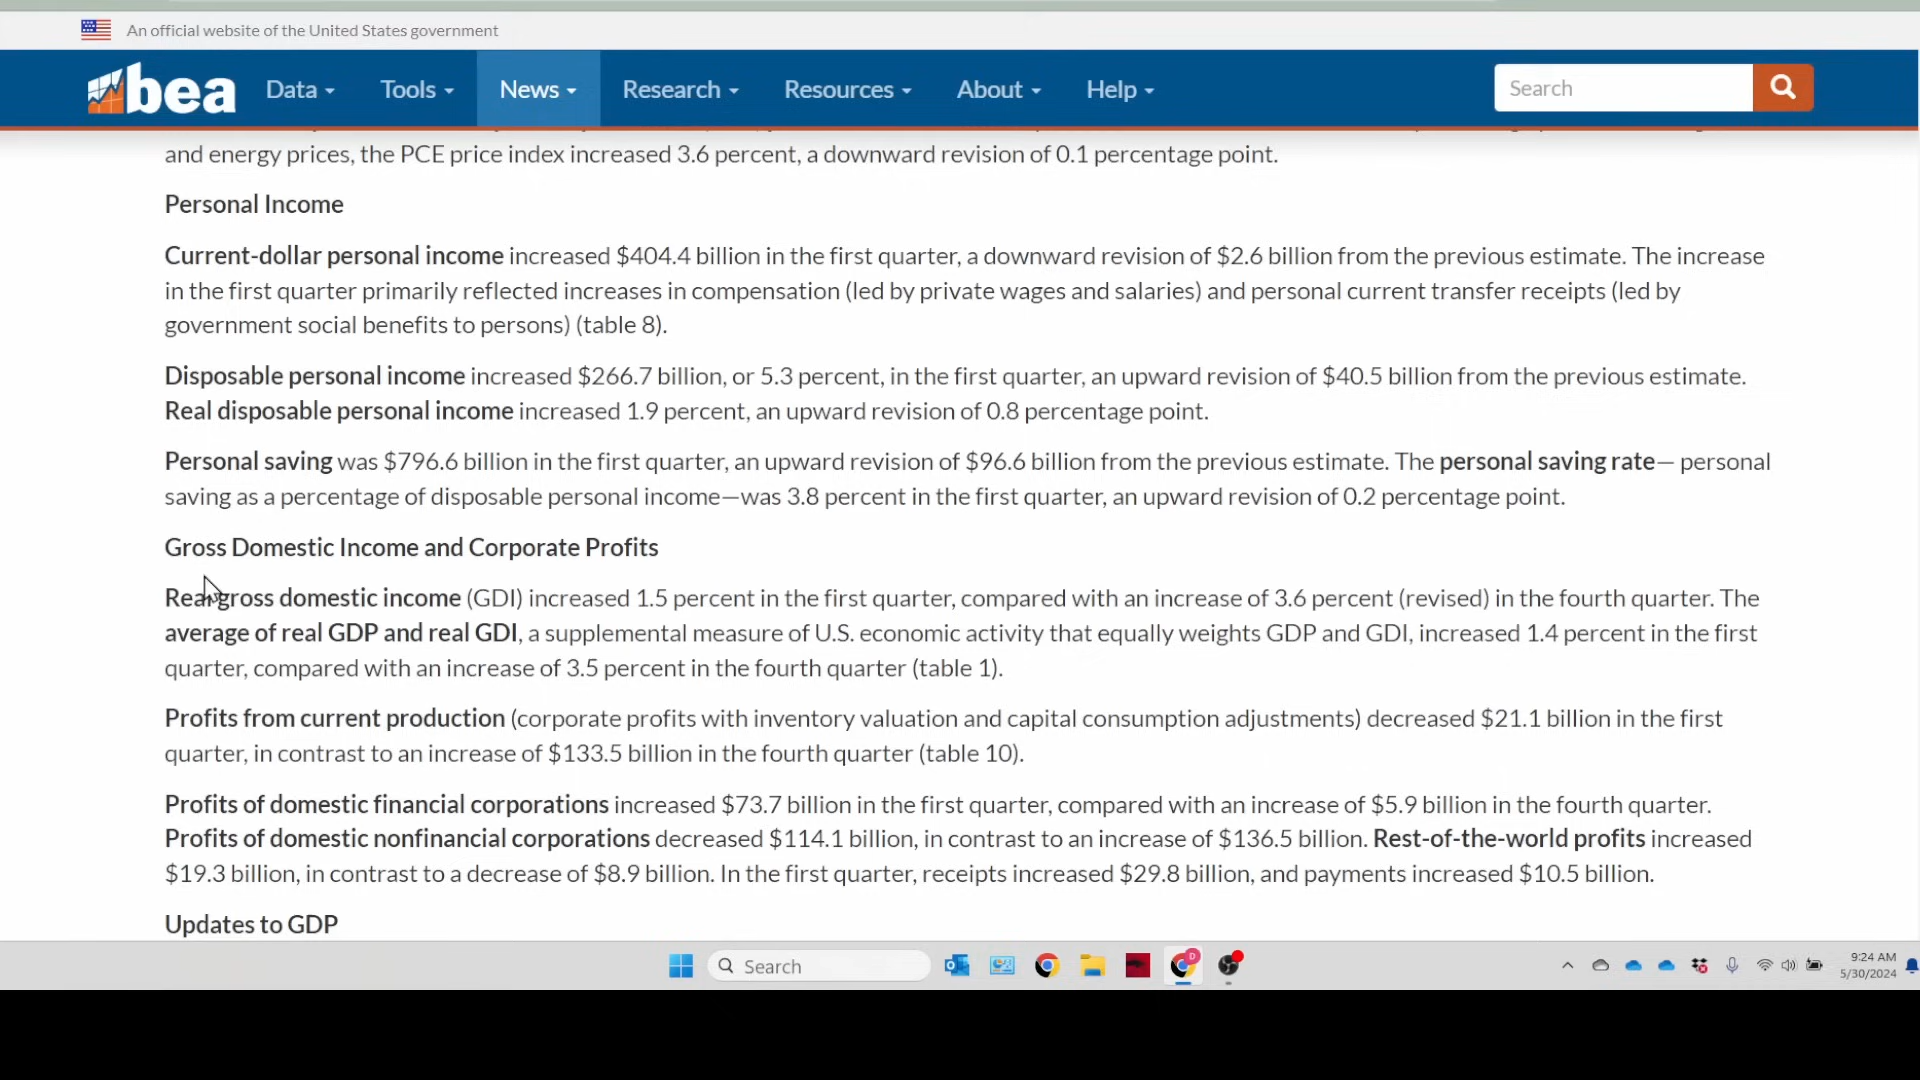 An official website of the United States government
bea
Data
Tools
News
Research
Resources
About
Help
Search
and energy prices, the PCE price index increased 3.6 percent, a downward revision of 0.1 percentage point.
Personal Income
Current-dollar personal income increased $404.4 billion in the first quarter, a downward revision of $2.6 billion from the previous estimate. The increase
in the first quarter primarily reflected increases in compensation (led by private wages and salaries) and personal current transfer receipts (led by
government social benefits to persons) (table 8).
Disposable personal income increased $266.7 billion, or 5.3 percent, in the first quarter, an upward revision of $40.5 billion from the previous estimate.
Real disposable personal income increased 1.9 percent, an upward revision of 0.8 percentage point.
Personal saving was $796.6 billion in the first quarter, an upward revision of $96.6 billion from the previous estimate. The personal saving rate— personal
saving as a percentage of disposable personal income—was 3.8 percent in the first quarter, an upward revision of 0.2 percentage point.
Gross Domestic Income and Corporate Profits
Real gross domestic income (GDI) increased 1.5 percent in the first quarter, compared with an increase of 3.6 percent (revised) in the fourth quarter. The
average of real GDP and real GDI, a supplemental measure of U.S. economic activity that equally weights GDP and GDI, increased 1.4 percent in the first
quarter, compared with an increase of 3.5 percent in the fourth quarter (table 1).
Profits from current production (corporate profits with inventory valuation and capital consumption adjustments) decreased $21.1 billion in the first
quarter, in contrast to an increase of $133.5 billion in the fourth quarter (table 10).
Profits of domestic financial corporations increased $73.7 billion in the first quarter, compared with an increase of $5.9 billion in the fourth quarter.
Profits of domestic nonfinancial corporations decreased $114.1 billion, in contrast to an increase of $136.5 billion. Rest-of-the-world profits increased
$19.3 billion, in contrast to a decrease of $8.9 billion. In the first quarter, receipts increased $29.8 billion, and payments increased $10.5 billion.
Updates to GDP
Search
9:24 AM
5/30/2024